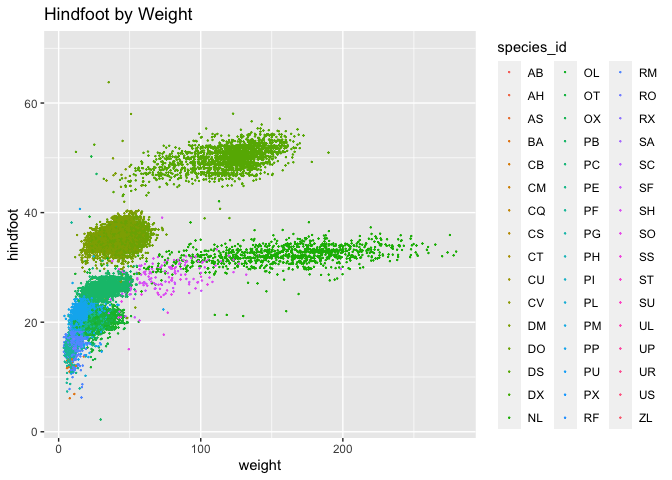 Hindfoot by Weight
hindfoot
60
40
20
0
0 100 200
weight
species_id
AB OL RM
AH OT RO
AS OX RX
BA PB SA
CB PC SC
CM PE SF
CQ PF SH
CS PG SO
CT PH SS
CU PI ST
CV PL SU
DM PM UL
DO PP UP
DS PU UR
DX PX US
NL RF ZL